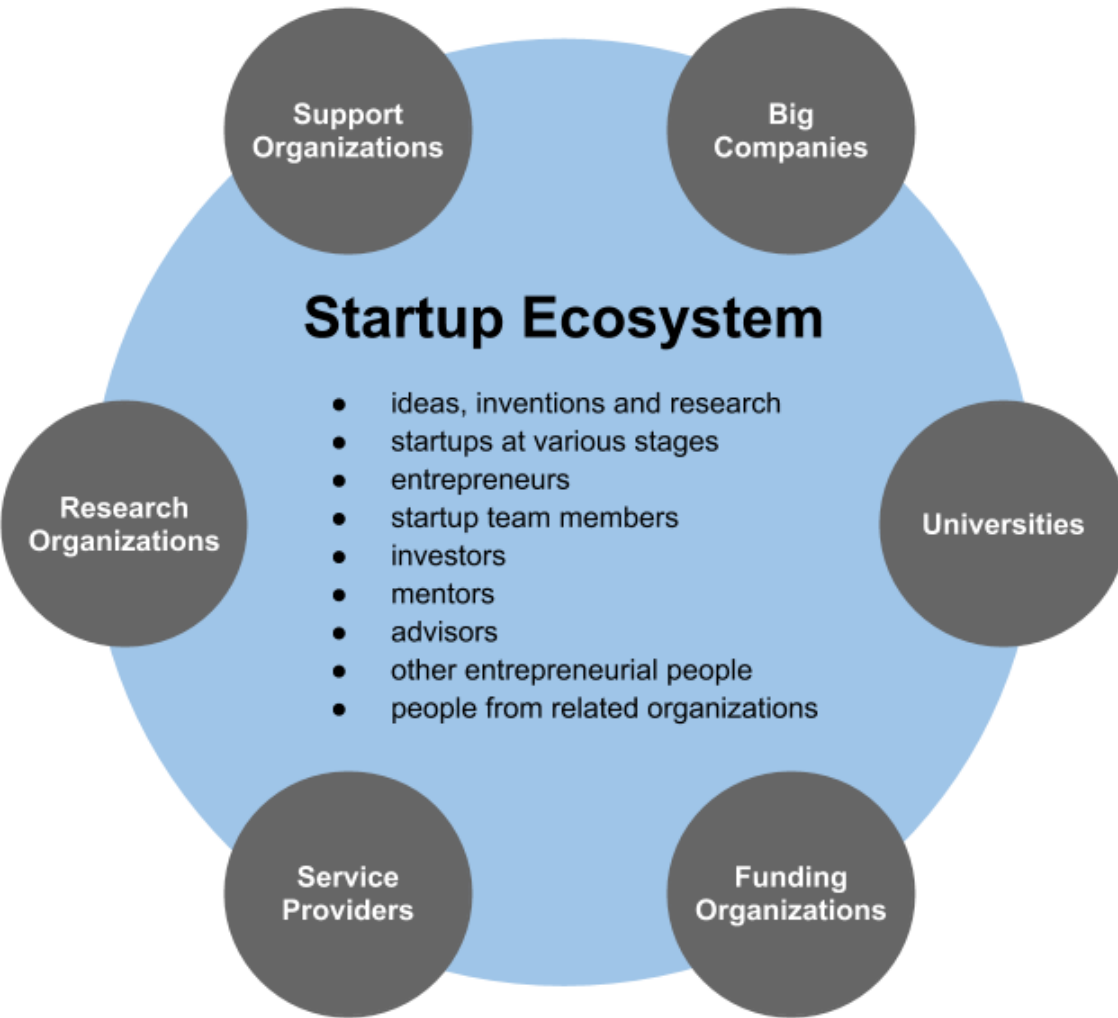 Support
Organizations
Big
Companies
Startup Ecosystem
● ideas, inventions and research
● startups at various stages
● entrepreneurs
● startup team members
● investors
● mentors
● advisors
● other entrepreneurial people
● people from related organizations
Research
Organizations
Universities
Service
Providers
Funding
Organizations